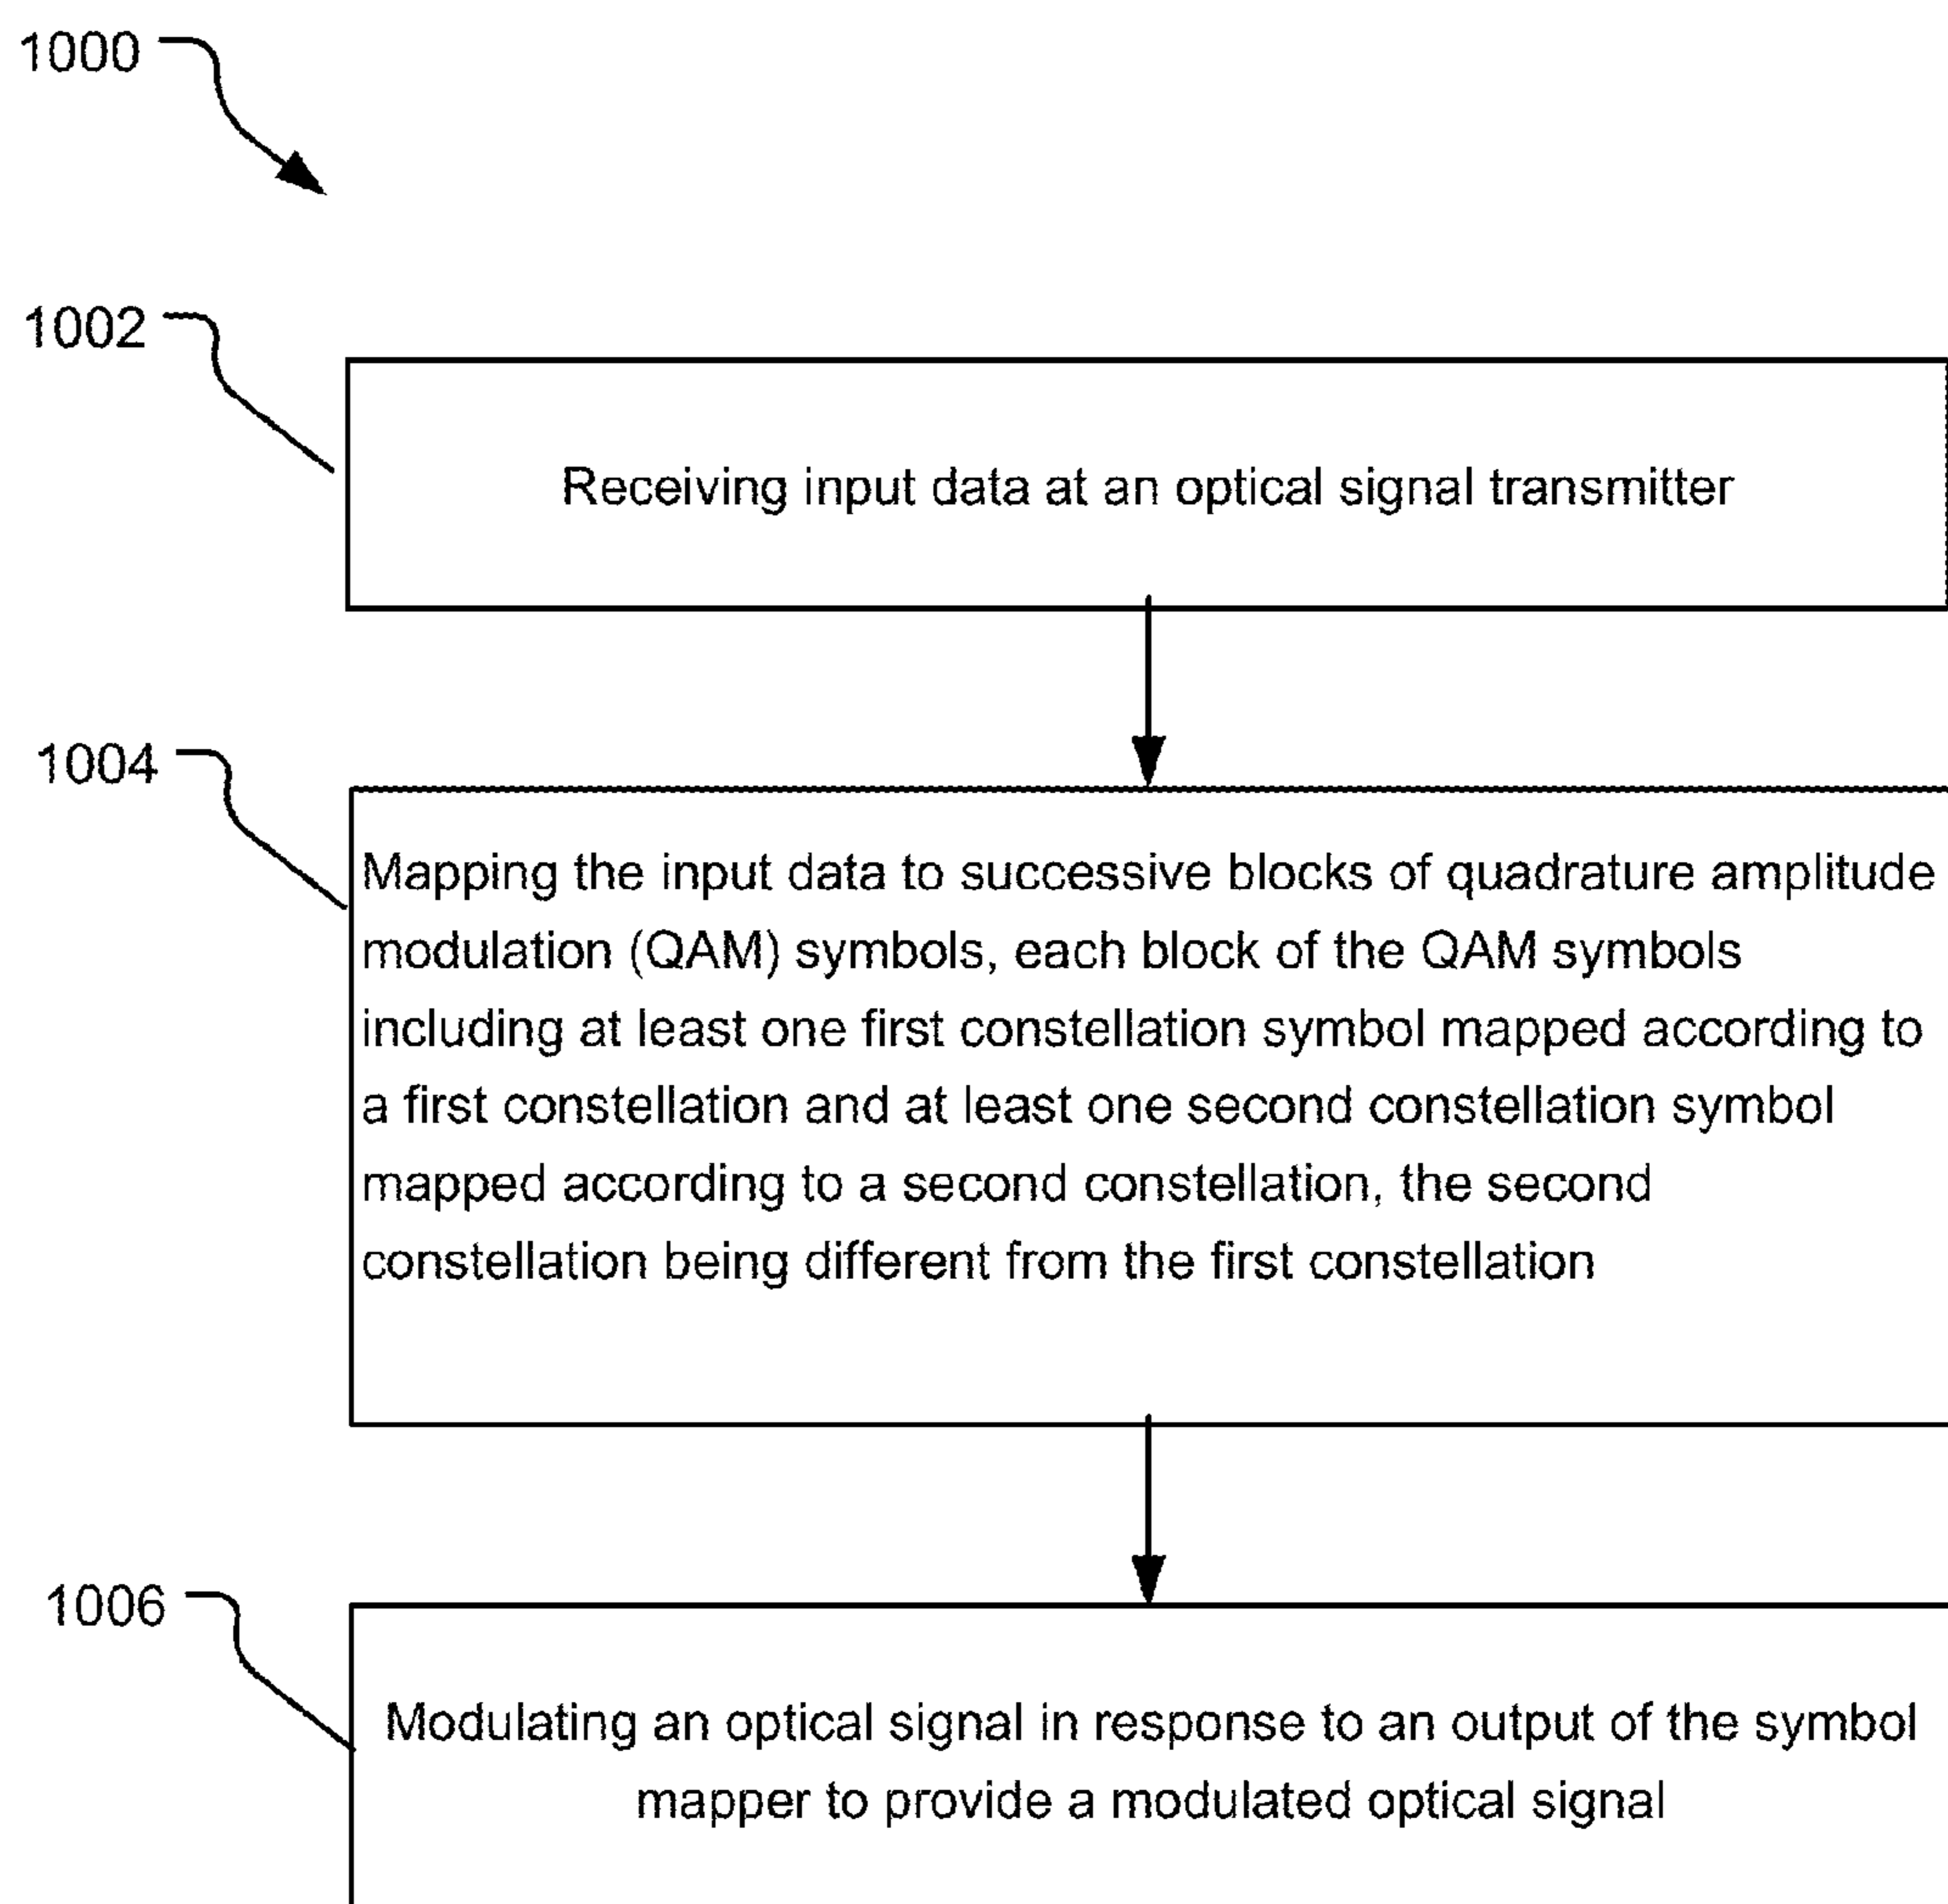 1000
1002
Receiving input data at an optical signal transmitter
1004
Mapping the input data to successive blocks of quadrature amplitude
modulation (QAM) symbols, each block of the QAM symbols
including at least one first constellation symbol mapped according to
a first constellation and at least one second constellation symbol
mapped according to a second constellation, the second
constellation being different from the first constellation
1006
Modulating an optical signal in response to an output of the symbol
mapper to provide a modulated optical signal